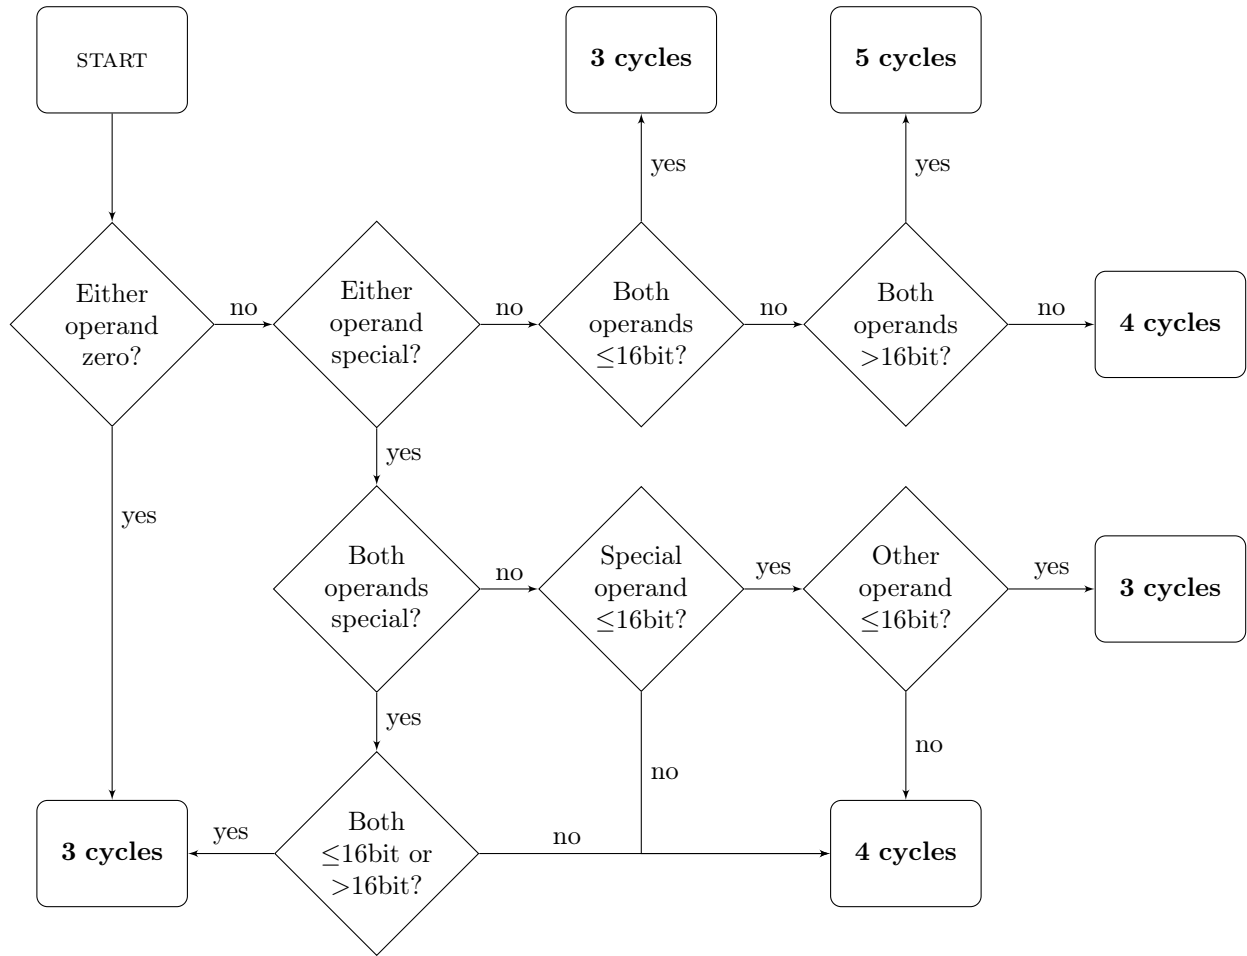 START
3 cycles
5 cycles
yes
yes
Either
operand
zero?
no
Either
operand
special?
no
Both
operands
≤16bit?
no
Both
operands
>16bit?
no
4 cycles
yes
yes
Both
operands
special?
no
Special
operand
≤16bit?
yes
Other
operand
≤16bit?
yes
3 cycles
yes
no
no
3 cycles
yes
Both
≤16bit or
>16bit?
no
4 cycles